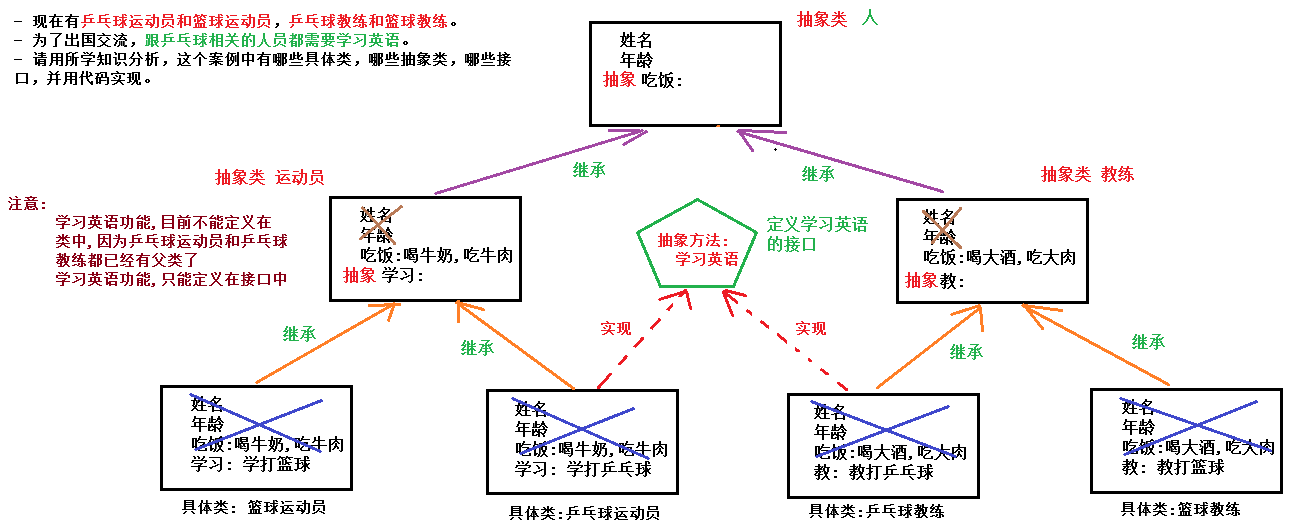 - 现在有乒乓球运动员和篮球运动员，乒乓球教练和篮球教练。
- 为了出国交流，跟乒乓球相关的人员都需要学习英语。
- 请用所学知识分析，这个案例中有哪些具体类，哪些抽象类，哪些接
口，并用代码实现。
抽象类 人
姓名
年龄
抽象 吃饭:
继承
继承
抽象类 运动员
抽象类 教练
注意:
学习英语功能,目前不能定义在
类中,因为乒乓球运动员和乒乓球
教练都已经有父类了
学习英语功能,只能定义在接口中
姓名
年龄
吃饭:喝牛奶,吃牛肉
抽象 学习:
抽象方法:
学习英语
定义学习英语
的接口
姓名
年龄
吃饭:喝大酒,吃大肉
抽象 教:
继承
继承
实现
实现
继承
继承
姓名
年龄
吃饭:喝牛奶,吃牛肉
学习: 学打篮球
具体类: 篮球运动员
姓名
年龄
吃饭:喝牛奶,吃牛肉
学习: 学打乒乓球
具体类:乒乓球运动员
姓名
年龄
吃饭:喝大酒,吃大肉
教: 教打乒乓球
具体类:乒乓球教练
姓名
年龄
吃饭:喝大酒,吃大肉
教: 教打篮球
具体类:篮球教练